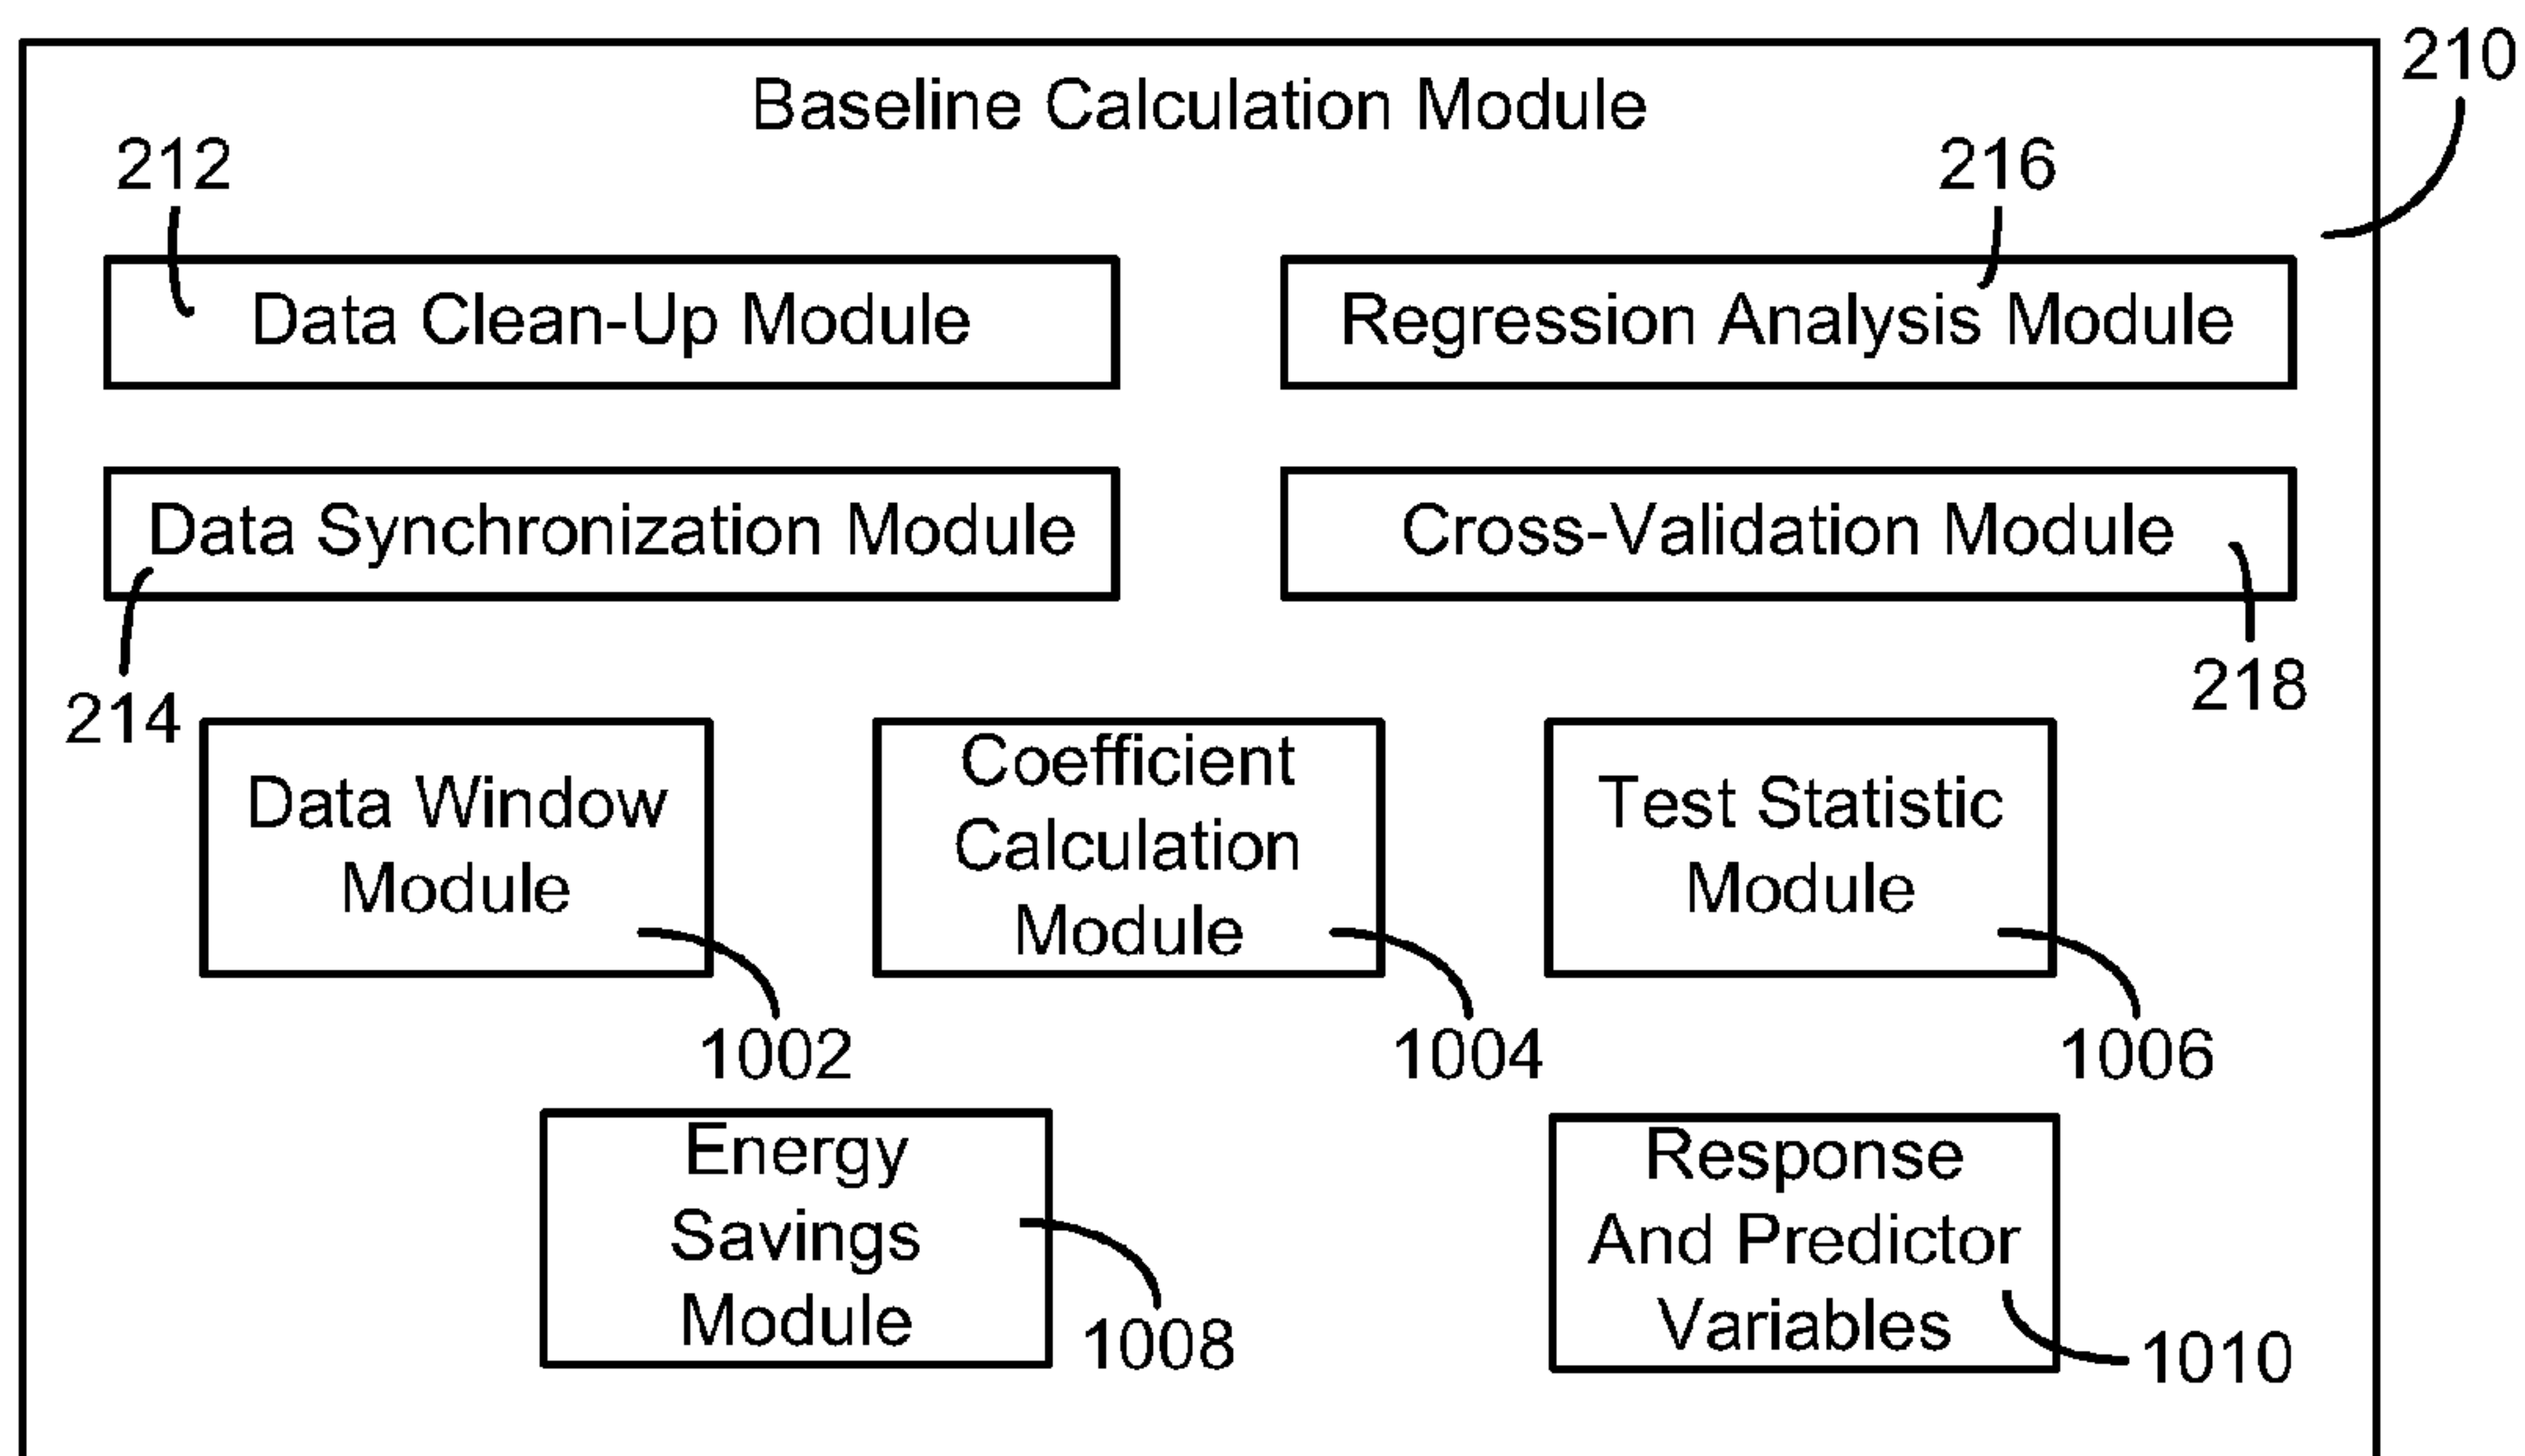 210
Baseline Calculation Module
212
216
Data Clean-Up Module
Regression Analysis Module
Data Synchronization Module
Cross-Validation Module
214
218
Data Window
Module
Coefficient
Calculation
Module
Test Statistic
Module
1002
1004
1006
Energy
Savings
Module
1008
Response
And Predictor
Variables
1010